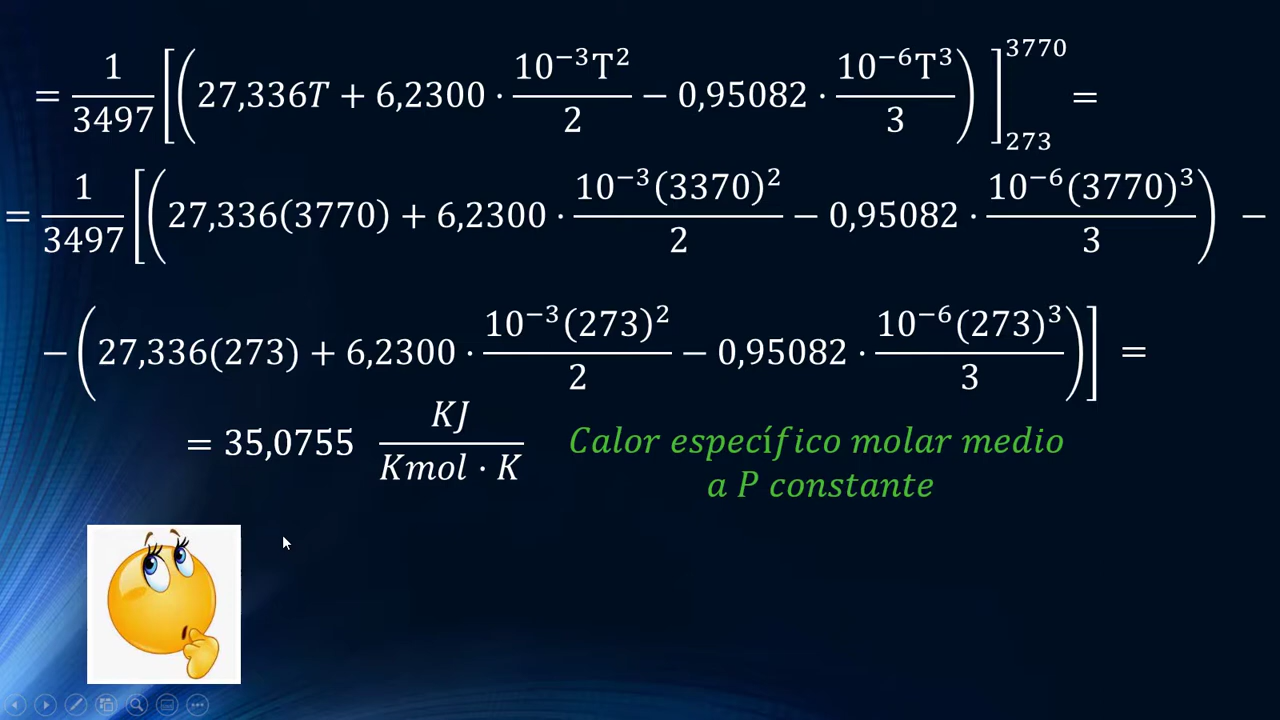 = 1/3497 [(27,336T + 6,2300 · 10⁻³T²/2 − 0,95082 · 10⁻⁶T³/3)]₂₇₃³⁷⁷⁰ =
= 1/3497 [(27,336(3770) + 6,2300 · 10⁻³(3370)²/2 − 0,95082 · 10⁻⁶(3770)³/3) −
− (27,336(273) + 6,2300 · 10⁻³(273)²/2 − 0,95082 · 10⁻⁶(273)³/3)] =
= 35,0755 KJ/Kmol · K Calor específico molar medio
a P constante